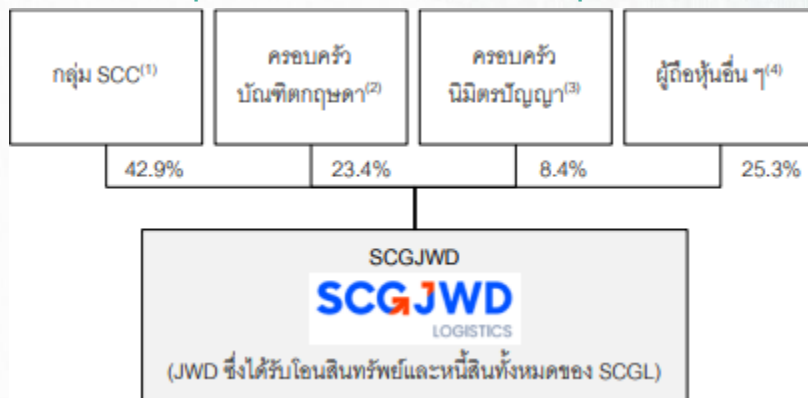 กลุ่ม SCC(1)
ครอบครัว
บัณฑิตกฤษดา(2)
ครอบครัว
นิมิตรปัญญา(3)
ผู้ถือหุ้นอื่น ๆ(4)
42.9%
23.4%
8.4%
25.3%
SCGJWD
SCGJWD
LOGISTICS
(JWD ซึ่งได้รับโอนสินทรัพย์และหนี้สินทั้งหมดของ SCGL)